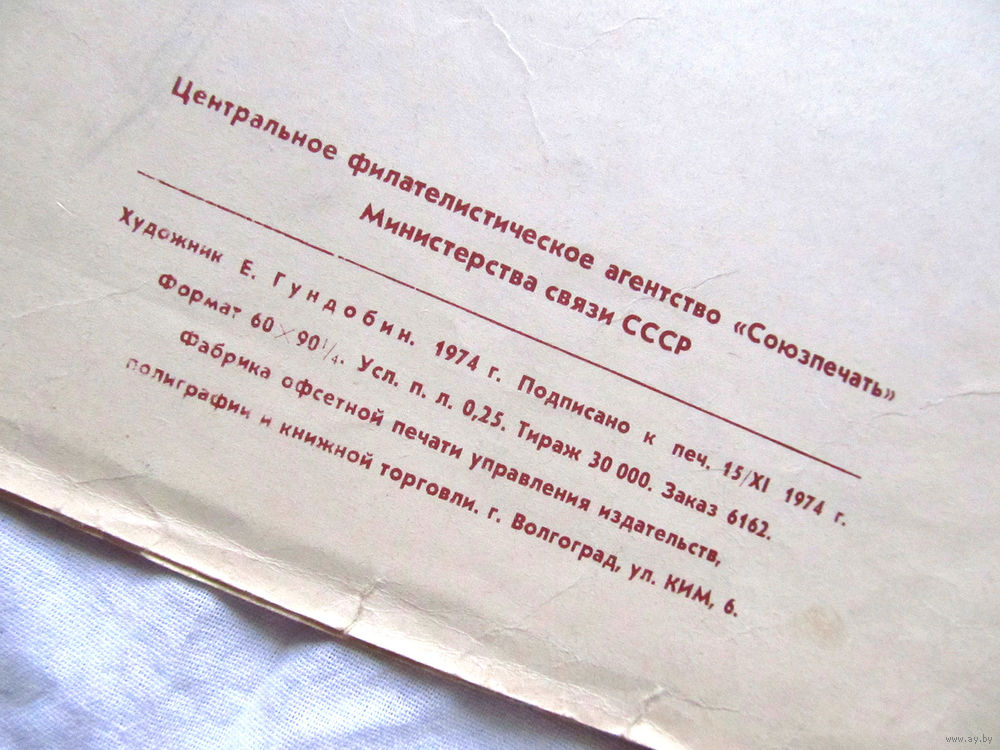 Центральное филателистическое агентство «Союзпечать»
Министерства связи СССР
Художник Е. Гундобин. 1974 г. Подписано к печ. 15/XI 1974 г.
Формат 60×90¹/₄. Усл. п. л. 0,25. Тираж 30 000. Заказ 6162.
Фабрика офсетной печати управления издательств,
полиграфии и книжной торговли. г. Волгоград, ул. КИМ, 6.
www.ay.by